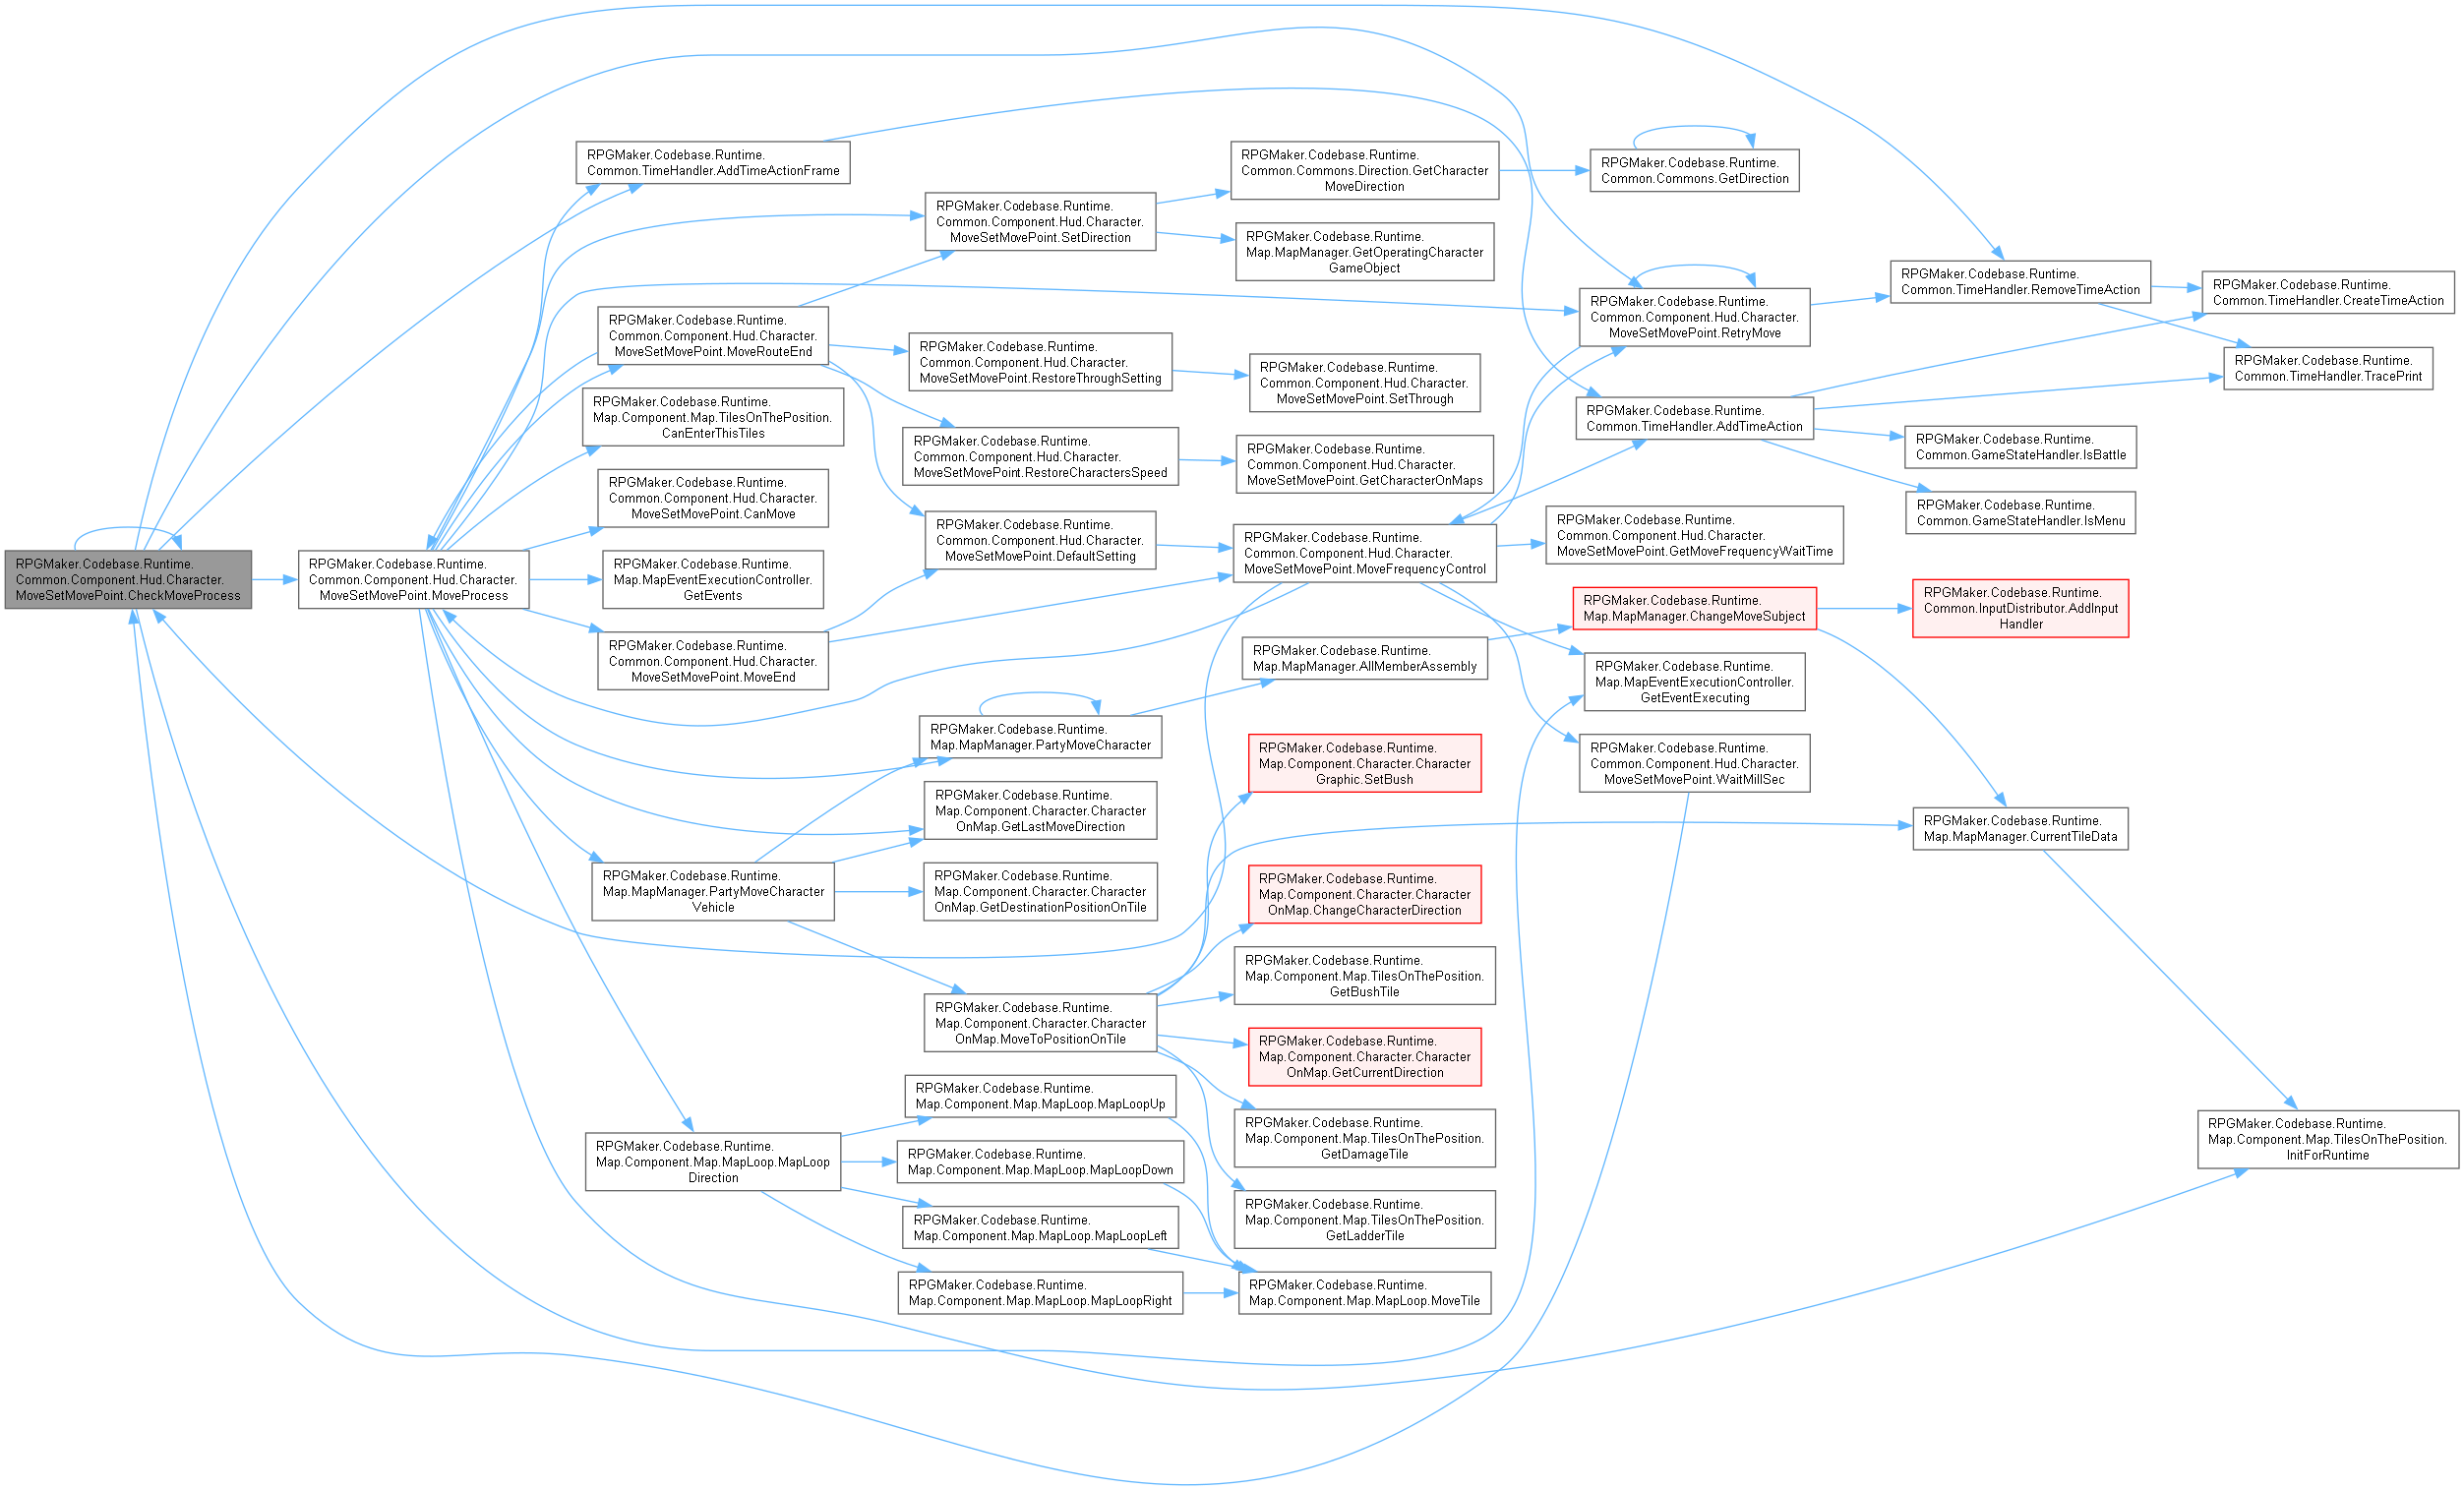 RPGMaker.Codebase.Runtime.
Common.Component.Hud.Character.
MoveSetMovePoint.CheckMoveProcess
RPGMaker.Codebase.Runtime.
Common.Component.Hud.Character.
MoveSetMovePoint.MoveProcess
RPGMaker.Codebase.Runtime.
Common.TimeHandler.AddTimeActionFrame
RPGMaker.Codebase.Runtime.
Common.Component.Hud.Character.
MoveSetMovePoint.MoveRouteEnd
RPGMaker.Codebase.Runtime.
Map.Component.Map.TilesOnThePosition.
CanEnterThisTiles
RPGMaker.Codebase.Runtime.
Common.Component.Hud.Character.
MoveSetMovePoint.CanMove
RPGMaker.Codebase.Runtime.
Map.MapEventExecutionController.
GetEvents
RPGMaker.Codebase.Runtime.
Common.Component.Hud.Character.
MoveSetMovePoint.MoveEnd
RPGMaker.Codebase.Runtime.
Map.MapManager.PartyMoveCharacter
Vehicle
RPGMaker.Codebase.Runtime.
Map.Component.Map.MapLoop.MapLoop
Direction
RPGMaker.Codebase.Runtime.
Common.Component.Hud.Character.
MoveSetMovePoint.SetDirection
RPGMaker.Codebase.Runtime.
Common.Component.Hud.Character.
MoveSetMovePoint.RestoreThroughSetting
RPGMaker.Codebase.Runtime.
Common.Component.Hud.Character.
MoveSetMovePoint.RestoreCharactersSpeed
RPGMaker.Codebase.Runtime.
Common.Component.Hud.Character.
MoveSetMovePoint.DefaultSetting
RPGMaker.Codebase.Runtime.
Map.MapManager.PartyMoveCharacter
RPGMaker.Codebase.Runtime.
Map.Component.Character.Character
OnMap.GetLastMoveDirection
RPGMaker.Codebase.Runtime.
Map.Component.Character.Character
OnMap.GetDestinationPositionOnTile
RPGMaker.Codebase.Runtime.
Map.Component.Character.Character
OnMap.MoveToPositionOnTile
RPGMaker.Codebase.Runtime.
Map.Component.Map.MapLoop.MapLoopUp
RPGMaker.Codebase.Runtime.
Map.Component.Map.MapLoop.MapLoopDown
RPGMaker.Codebase.Runtime.
Map.Component.Map.MapLoop.MapLoopLeft
RPGMaker.Codebase.Runtime.
Map.Component.Map.MapLoop.MapLoopRight
RPGMaker.Codebase.Runtime.
Common.Commons.Direction.GetCharacter
MoveDirection
RPGMaker.Codebase.Runtime.
Map.MapManager.GetOperatingCharacter
GameObject
RPGMaker.Codebase.Runtime.
Common.Component.Hud.Character.
MoveSetMovePoint.SetThrough
RPGMaker.Codebase.Runtime.
Common.Component.Hud.Character.
MoveSetMovePoint.GetCharacterOnMaps
RPGMaker.Codebase.Runtime.
Common.Component.Hud.Character.
MoveSetMovePoint.MoveFrequencyControl
RPGMaker.Codebase.Runtime.
Map.MapManager.AllMemberAssembly
RPGMaker.Codebase.Runtime.
Map.Component.Character.Character
Graphic.SetBush
RPGMaker.Codebase.Runtime.
Map.Component.Character.Character
OnMap.ChangeCharacterDirection
RPGMaker.Codebase.Runtime.
Map.Component.Map.TilesOnThePosition.
GetBushTile
RPGMaker.Codebase.Runtime.
Map.Component.Character.Character
OnMap.GetCurrentDirection
RPGMaker.Codebase.Runtime.
Map.Component.Map.TilesOnThePosition.
GetDamageTile
RPGMaker.Codebase.Runtime.
Map.Component.Map.TilesOnThePosition.
GetLadderTile
RPGMaker.Codebase.Runtime.
Map.Component.Map.MapLoop.MoveTile
RPGMaker.Codebase.Runtime.
Common.Commons.GetDirection
RPGMaker.Codebase.Runtime.
Common.Component.Hud.Character.
MoveSetMovePoint.RetryMove
RPGMaker.Codebase.Runtime.
Common.TimeHandler.AddTimeAction
RPGMaker.Codebase.Runtime.
Common.Component.Hud.Character.
MoveSetMovePoint.GetMoveFrequencyWaitTime
RPGMaker.Codebase.Runtime.
Map.MapManager.ChangeMoveSubject
RPGMaker.Codebase.Runtime.
Map.MapEventExecutionController.
GetEventExecuting
RPGMaker.Codebase.Runtime.
Common.Component.Hud.Character.
MoveSetMovePoint.WaitMillSec
RPGMaker.Codebase.Runtime.
Common.TimeHandler.RemoveTimeAction
RPGMaker.Codebase.Runtime.
Common.GameStateHandler.IsBattle
RPGMaker.Codebase.Runtime.
Common.GameStateHandler.IsMenu
RPGMaker.Codebase.Runtime.
Common.InputDistributor.AddInput
Handler
RPGMaker.Codebase.Runtime.
Map.MapManager.CurrentTileData
RPGMaker.Codebase.Runtime.
Common.TimeHandler.CreateTimeAction
RPGMaker.Codebase.Runtime.
Common.TimeHandler.TracePrint
RPGMaker.Codebase.Runtime.
Map.Component.Map.TilesOnThePosition.
InitForRuntime